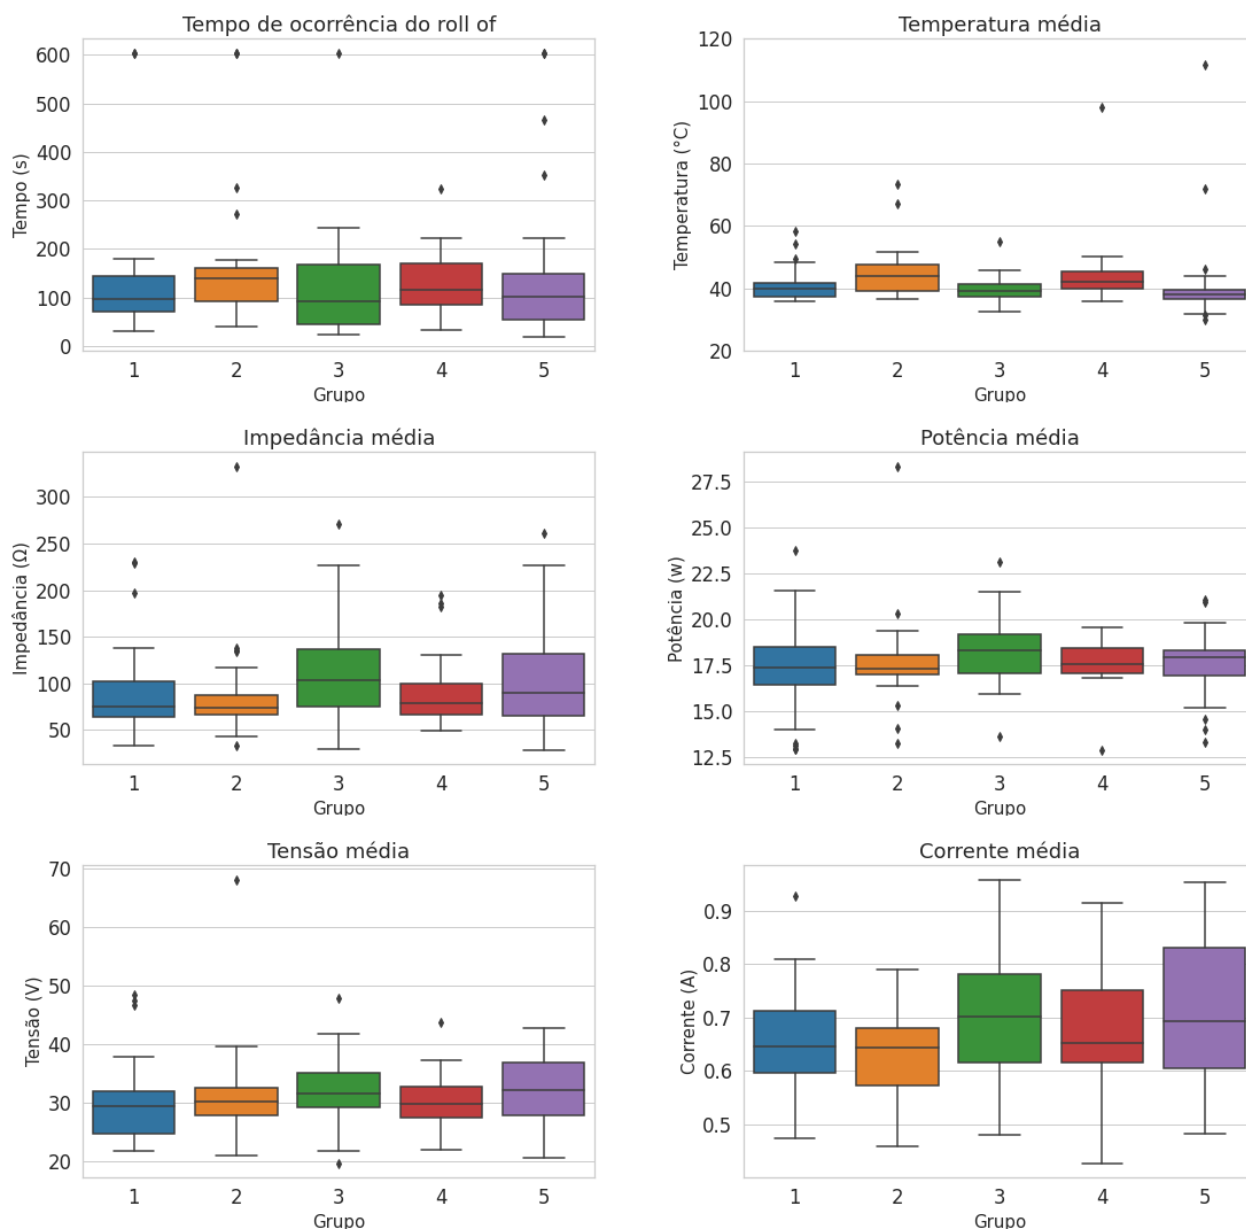 Tempo de ocorrência do roll of
Tempo (s)
600
500
400
300
200
100
0
1 2 3 4 5
Grupo
Temperatura média
Temperatura (°C)
120
100
80
60
40
20
1 2 3 4 5
Grupo
Impedância média
Impedância (Ω)
300
250
200
150
100
50
1 2 3 4 5
Grupo
Potência média
Potência (w)
27.5
25.0
22.5
20.0
17.5
15.0
12.5
1 2 3 4 5
Grupo
Tensão média
Tensão (V)
70
60
50
40
30
20
1 2 3 4 5
Grupo
Corrente média
Corrente (A)
0.9
0.8
0.7
0.6
0.5
1 2 3 4 5
Grupo